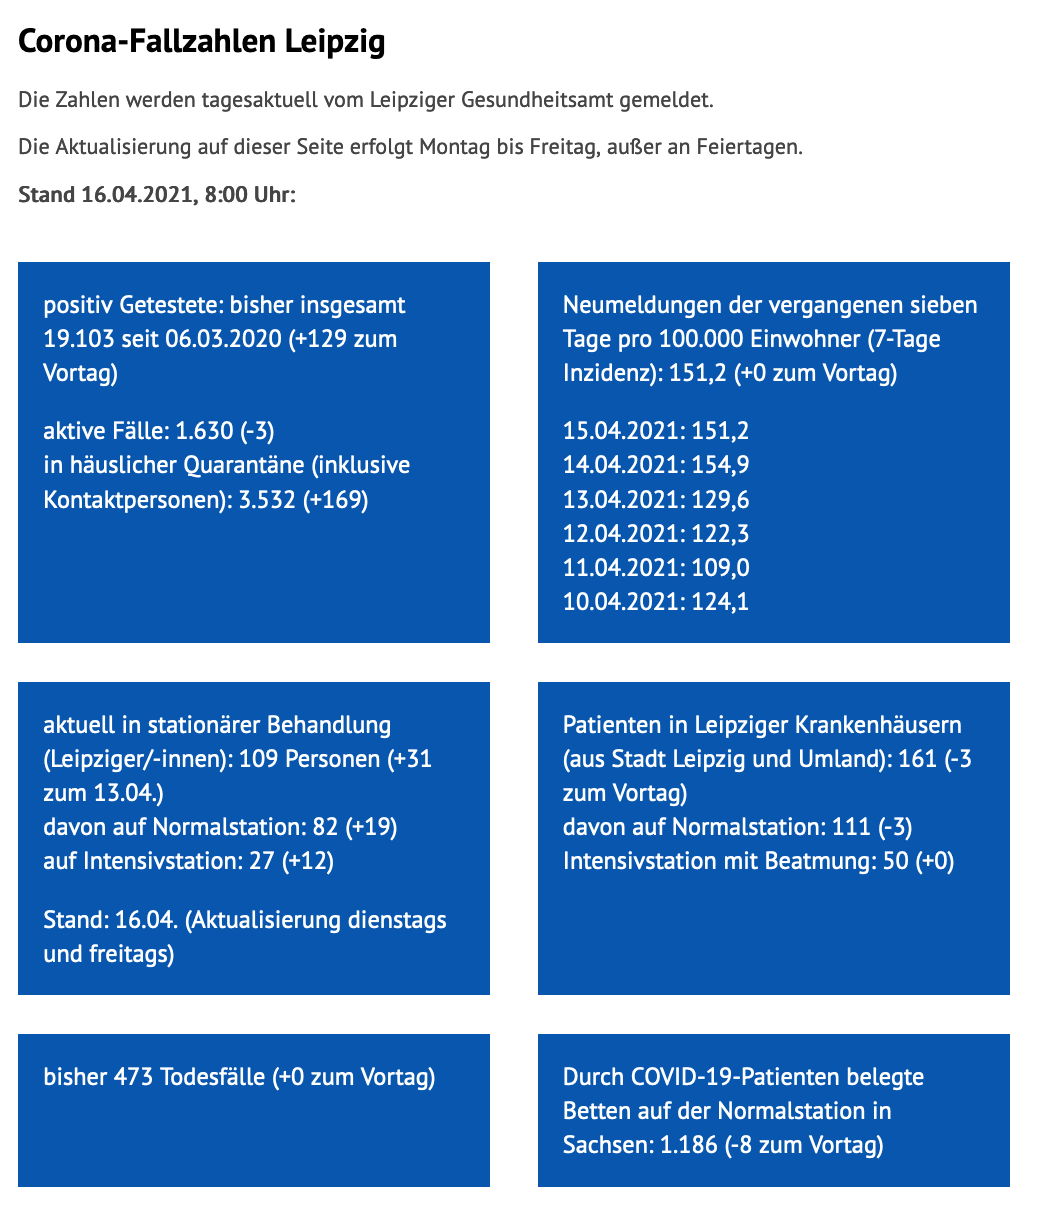 Corona-Fallzahlen Leipzig
Die Zahlen werden tagesaktuell vom Leipziger Gesundheitsamt gemeldet.
Die Aktualisierung auf dieser Seite erfolgt Montag bis Freitag, außer an Feiertagen.
Stand 16.04.2021, 8:00 Uhr:
positiv Getestete: bisher insgesamt
19.103 seit 06.03.2020 (+129 zum
Vortag)
aktive Fälle: 1.630 (-3)
in häuslicher Quarantäne (inklusive
Kontaktpersonen): 3.532 (+169)
Neumeldungen der vergangenen sieben
Tage pro 100.000 Einwohner (7-Tage
Inzidenz): 151,2 (+0 zum Vortag)
15.04.2021: 151,2
14.04.2021: 154,9
13.04.2021: 129,6
12.04.2021: 122,3
11.04.2021: 109,0
10.04.2021: 124,1
aktuell in stationärer Behandlung
(Leipziger/-innen): 109 Personen (+31
zum 13.04.)
davon auf Normalstation: 82 (+19)
auf Intensivstation: 27 (+12)
Stand: 16.04. (Aktualisierung dienstags
und freitags)
Patienten in Leipziger Krankenhäusern
(aus Stadt Leipzig und Umland): 161 (-3
zum Vortag)
davon auf Normalstation: 111 (-3)
Intensivstation mit Beatmung: 50 (+0)
bisher 473 Todesfälle (+0 zum Vortag)
Durch COVID-19-Patienten belegte
Betten auf der Normalstation in
Sachsen: 1.186 (-8 zum Vortag)